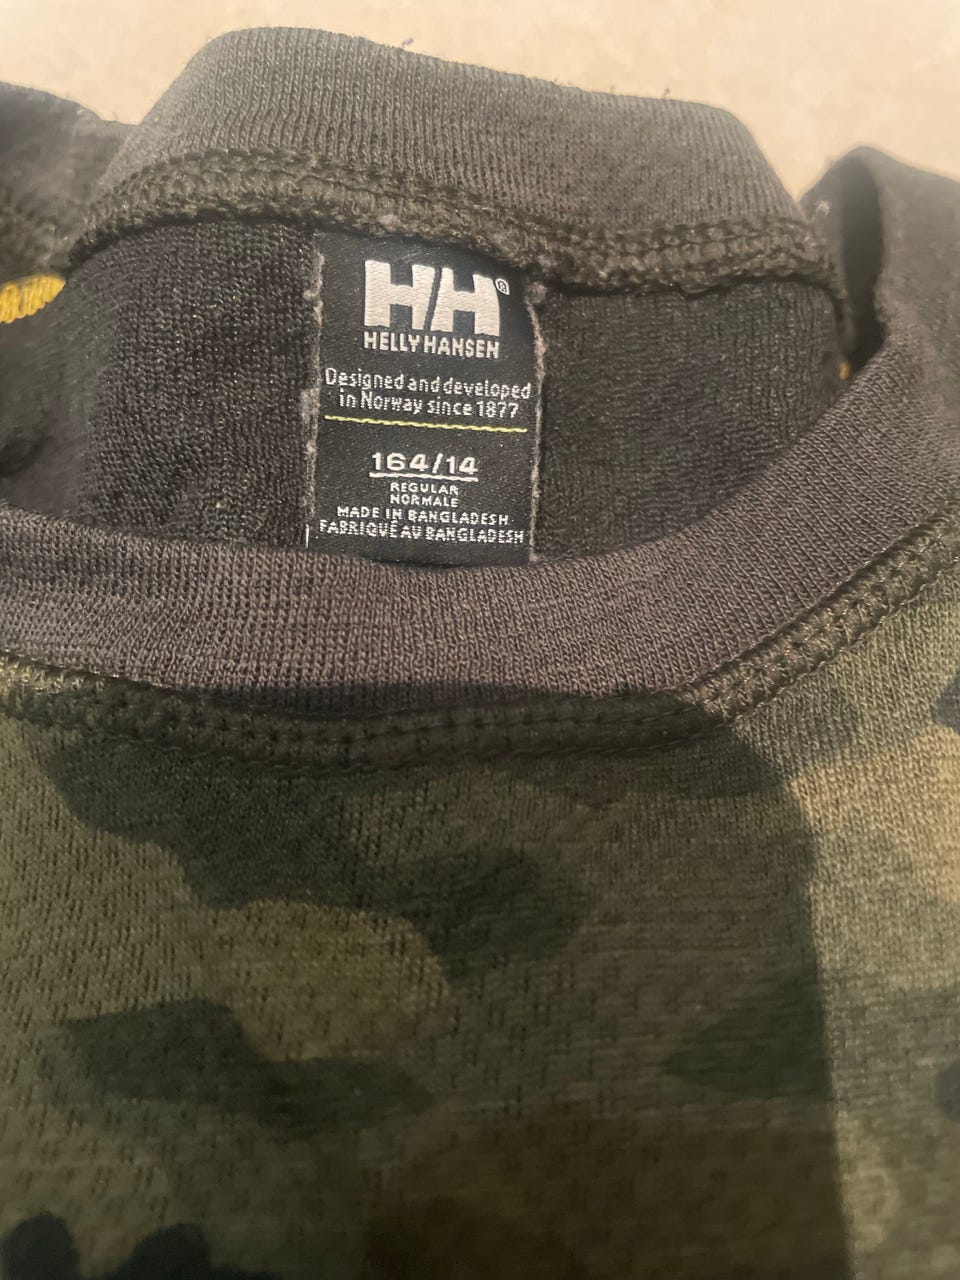 HH®
HELLY HANSEN
Designed and developed
in Norway since 1877
164/14
REGULAR
NORMALE
MADE IN BANGLADESH
FABRIQUÊ AU BANGLADESH